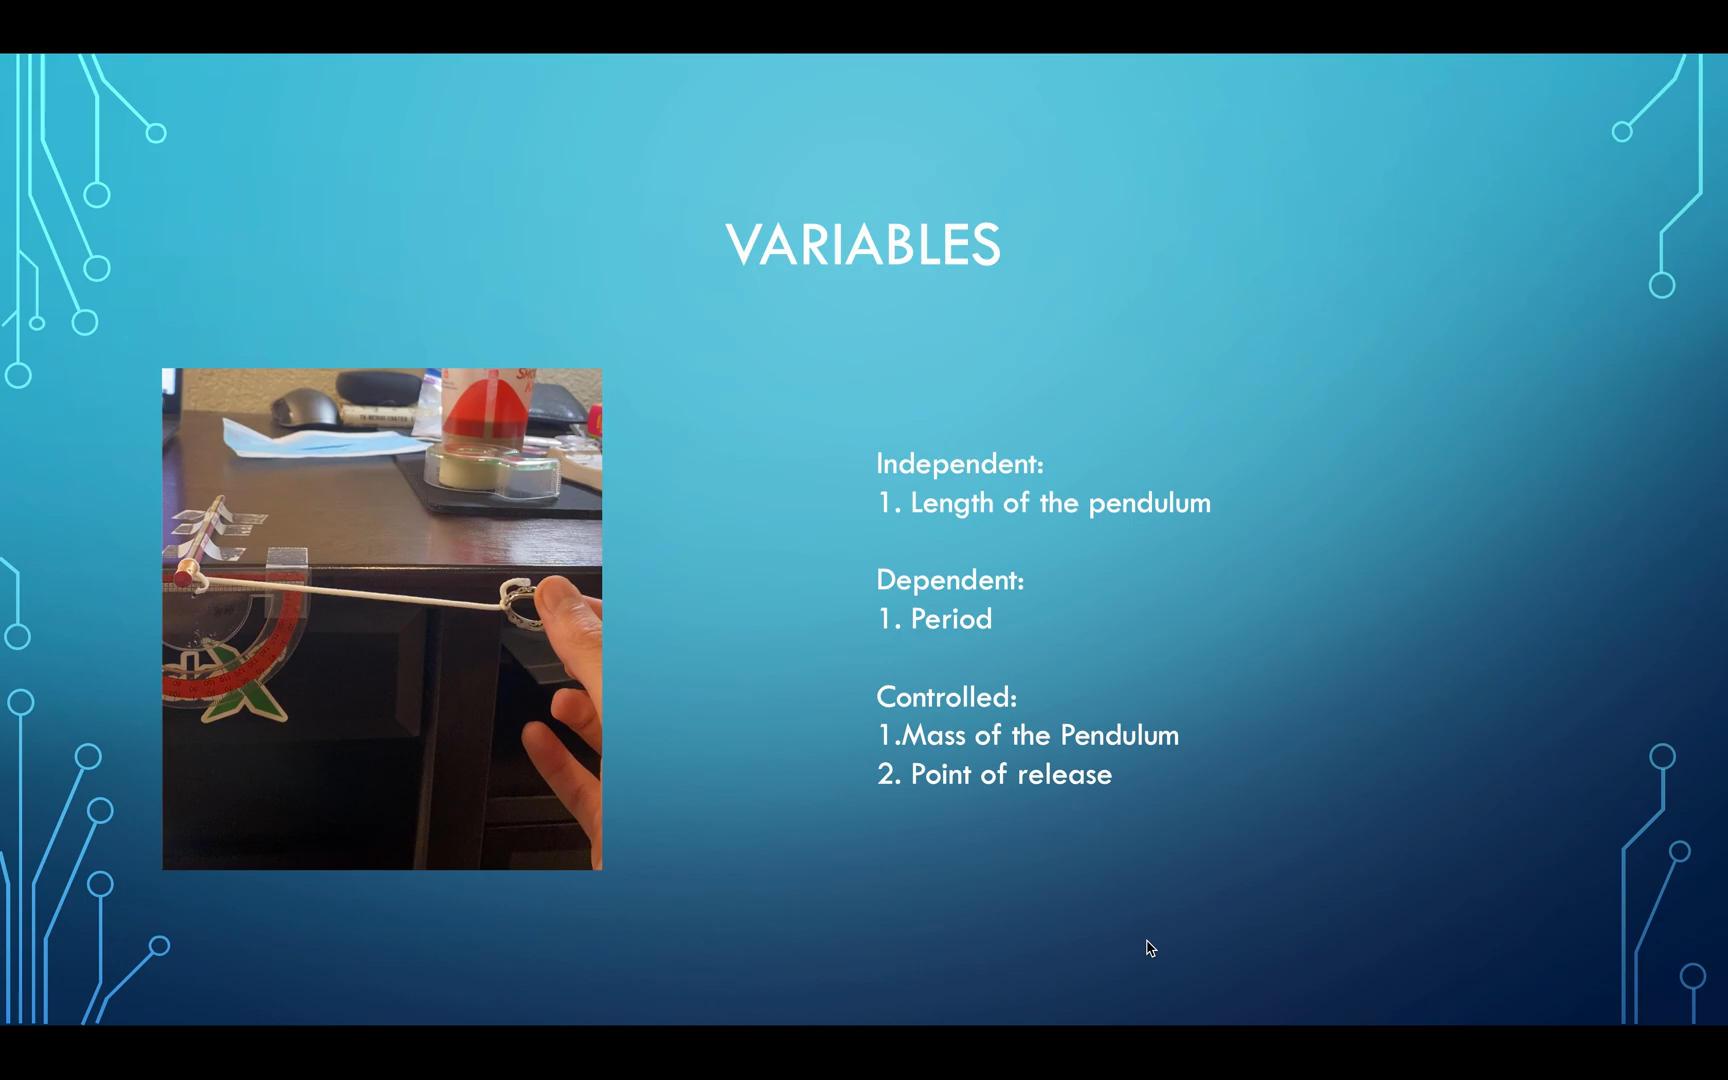 VARIABLES
Independent:
1. Length of the pendulum
Dependent:
1. Period
Controlled:
1.Mass of the Pendulum
2. Point of release